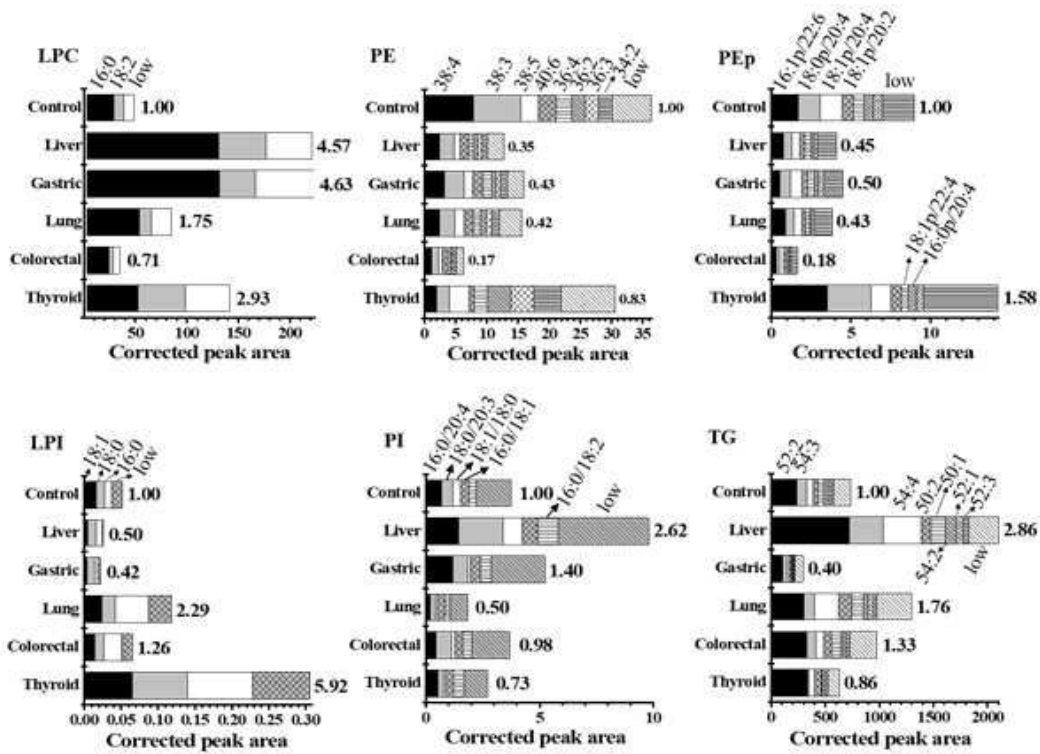 LPC
16:0
18:2
low
Control
1.00
Liver
4.57
Gastric
4.63
Lung
1.75
Colorectal
0.71
Thyroid
2.93
0 50 100 150 200
Corrected peak area
PE
38:4
38:3
38:5
40:6
36:4
36:2
36:3
34:2
low
Control
1.00
Liver
0.35
Gastric
0.43
Lung
0.42
Colorectal
0.17
Thyroid
0.83
0 5 10 15 20 25 30 35
Corrected peak area
PEp
16:1p/22:6
18:0p/20:4
18:1p/20:4
18:1p/20:2
low
Control
1.00
Liver
0.45
Gastric
0.50
Lung
0.43
Colorectal
0.18
18:1p/22:4
16:0p/20:4
Thyroid
1.58
0 5 10
Corrected peak area
LPI
18:1
18:0
16:0
low
Control
1.00
Liver
0.50
Gastric
0.42
Lung
2.29
Colorectal
1.26
Thyroid
5.92
0.00 0.05 0.10 0.15 0.20 0.25 0.30
Corrected peak area
PI
16:0/20:4
18:0/20:3
18:1/18:0
16:0/18:1
Control
1.00
16:0/18:2
low
Liver
2.62
Gastric
1.40
Lung
0.50
Colorectal
0.98
Thyroid
0.73
0 5 10
Corrected peak area
TG
52:2
54:3
54:4
50:2
50:1
52:1
52:3
Control
1.00
Liver
2.86
54:2
low
Gastric
0.40
Lung
1.76
Colorectal
1.33
Thyroid
0.86
0 500 1000 1500 2000
Corrected peak area